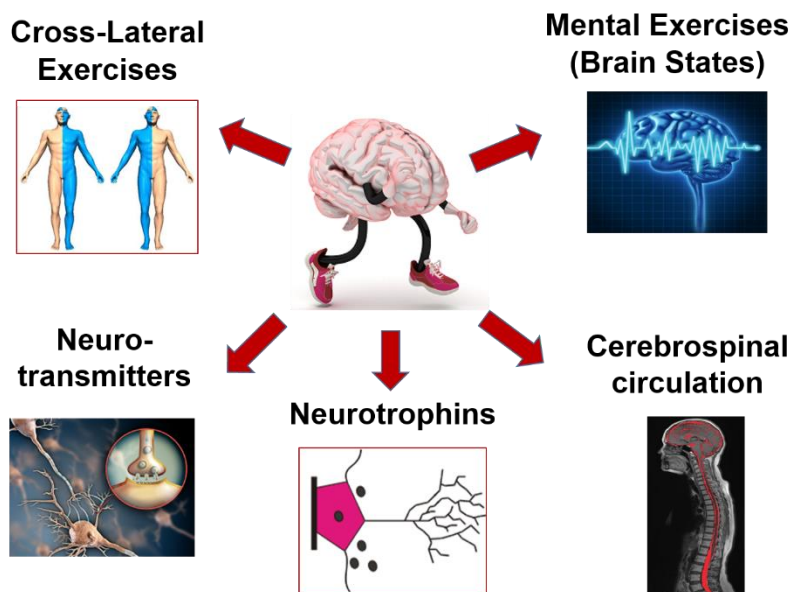 Cross-Lateral
Exercises
Mental Exercises
(Brain States)
Neuro-
transmitters
Neurotrophins
Cerebrospinal
circulation